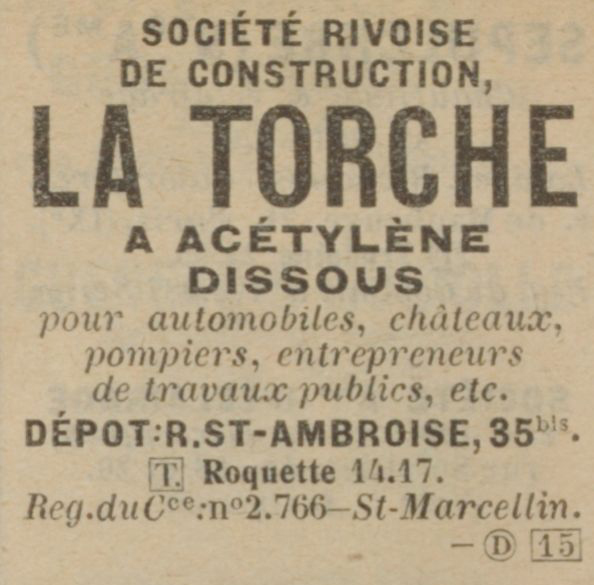 SOCIÉTÉ RIVOISE
DE CONSTRUCTION,
LA TORCHE
A ACÉTYLÈNE
DISSOUS
pour automobiles, châteaux,
pompiers, entrepreneurs
de travaux publics, etc.
DÉPOT:R.ST-AMBROISE,35bis.
T. Roquette 14.17.
Reg.du Cce:nº2.766—St-Marcellin.
— D 15